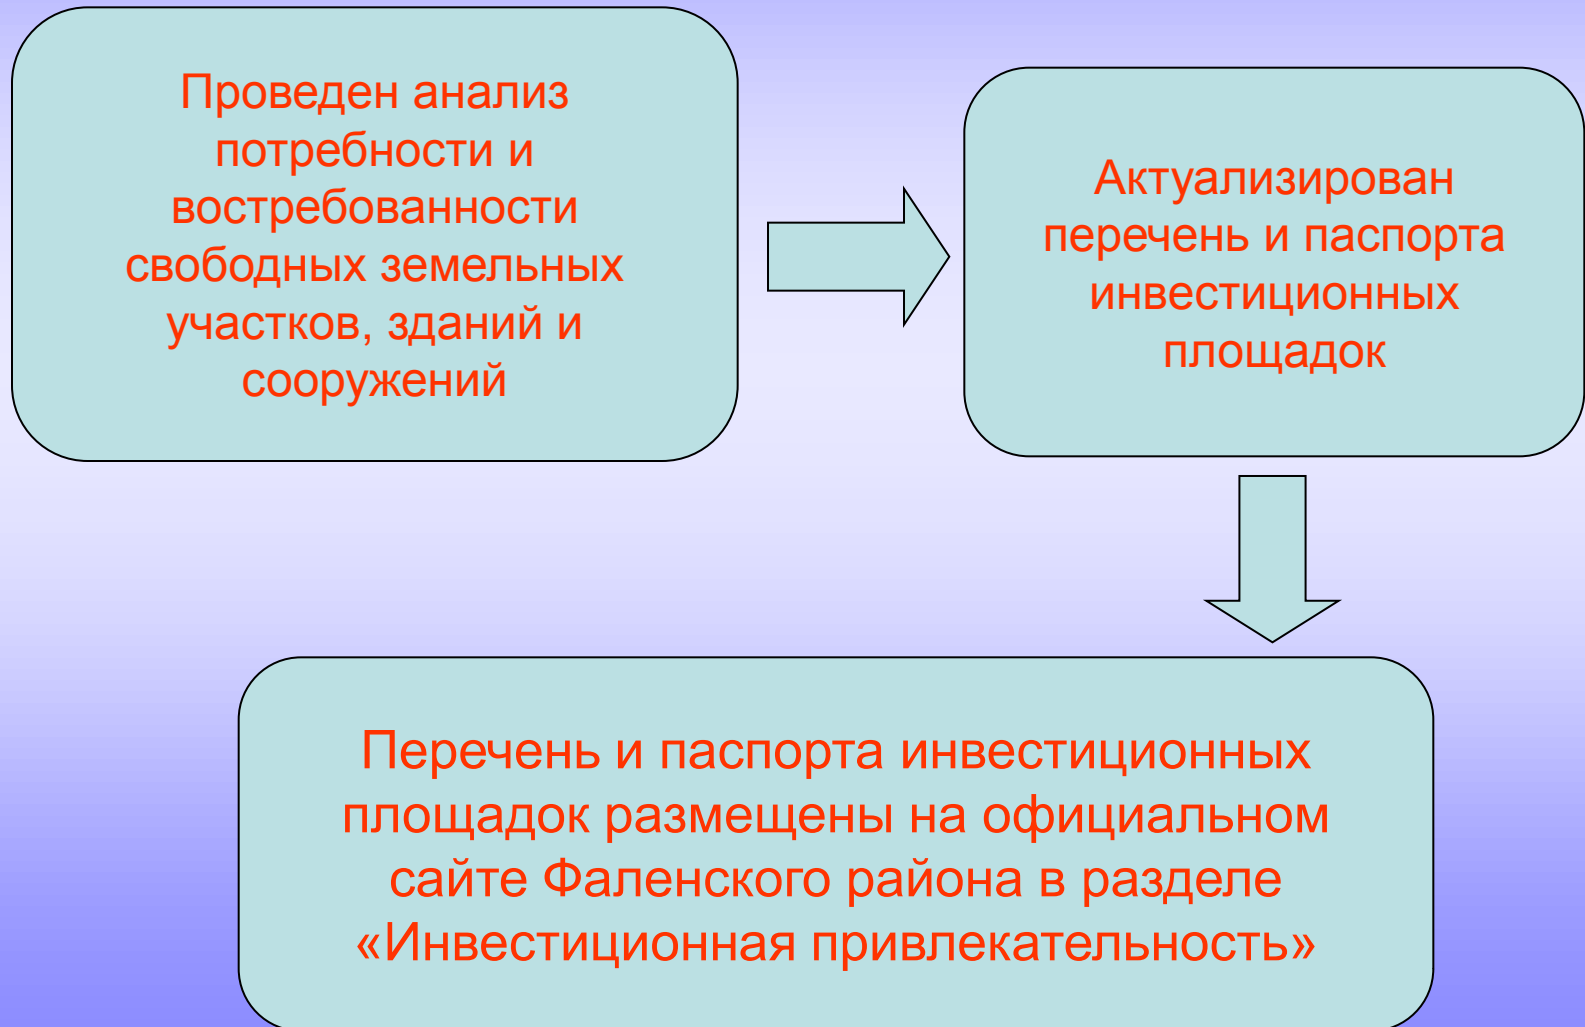 Проведен анализ
потребности и
востребованности
свободных земельных
участков, зданий и
сооружений
Актуализирован
перечень и паспорта
инвестиционных
площадок
Перечень и паспорта инвестиционных
площадок размещены на официальном
сайте Фаленского района в разделе
«Инвестиционная привлекательность»